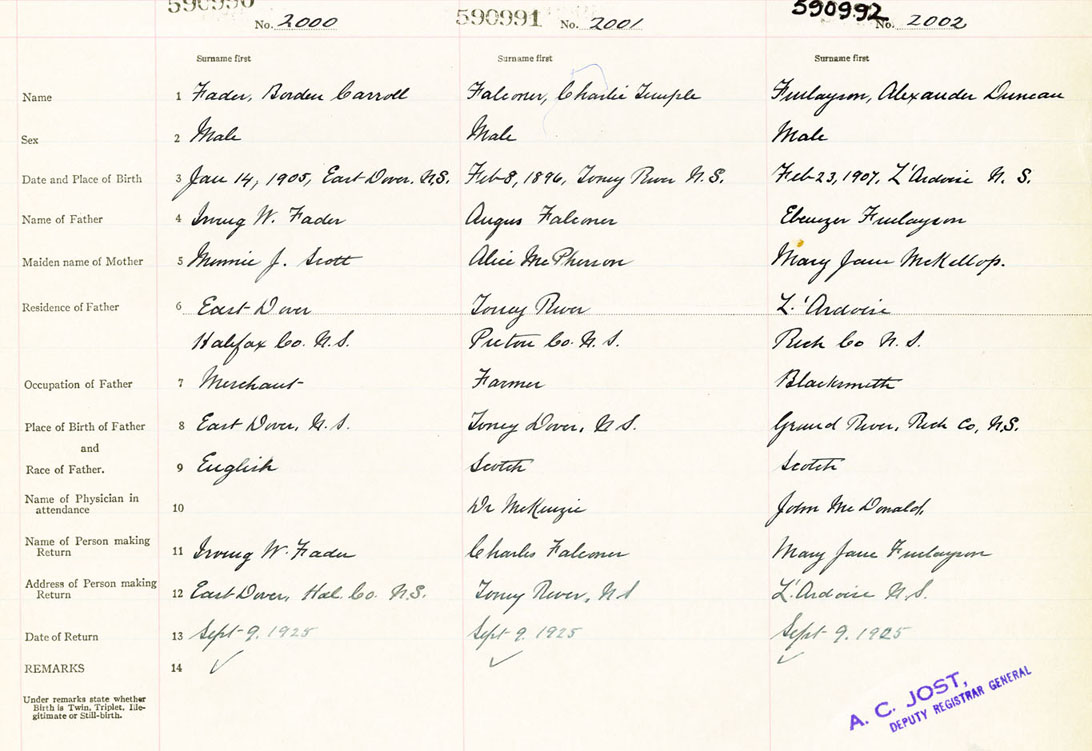 590990 590991 590992
No. 2000 No. 2001 No. 2002
Surname first Surname first Surname first
Name 1 Fader, Borden Carroll Falconer, Charlie Temple Finlayson, Alexander Duncan
Sex 2 Male Male Male
Date and Place of Birth 3 Jan 14, 1905, East Dover. N.S. Feb 8, 1896, Toney River N.S. Feb 23, 1907, L'Ardoise N. S.
Name of Father 4 Irving W. Fader Angus Falconer Ebenezer Finlayson
Maiden name of Mother 5 Minnie J. Scott Alice McPherson Mary Jane McKillop.
Residence of Father 6 East Dover Toney River L'Ardoise
Halifax Co. N.S. Pictou Co. N.S. Rich Co N.S.
Occupation of Father 7 Merchant Farmer Blacksmith
Place of Birth of Father 8 East Dover, N.S. Toney Dover, N S. Grand River, Rich Co, N.S.
and
Race of Father. 9 English Scotch Scotch
Name of Physician in
attendance 10 Dr McKenzie John McDonald,
Name of Person making
Return 11 Irving W. Fader Charles Falconer Mary Jane Finlayson
Address of Person making
Return 12 East Dover, Hal. Co. N.S. Toney River, N.S L'Ardoise N.S.
Date of Return 13 Sept 9. 1925 Sept 9. 1925 Sept 9. 1925
REMARKS 14
Under remarks state whether
Birth is Twin, Triplet, Ille-
gitimate or Still-birth.
A. C. JOST,
DEPUTY REGISTRAR GENERAL